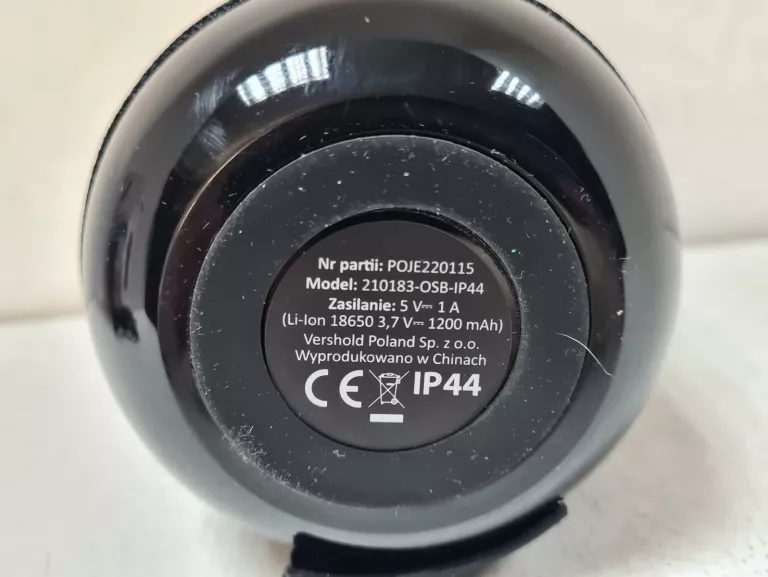 Nr partii: POJE220115
Model: 210183-OSB-IP44
Zasilanie: 5 V⎓ 1 A
(Li-Ion 18650 3,7 V⎓ 1200 mAh)
Vershold Poland Sp. z o.o.
Wyprodukowano w Chinach
CE IP44